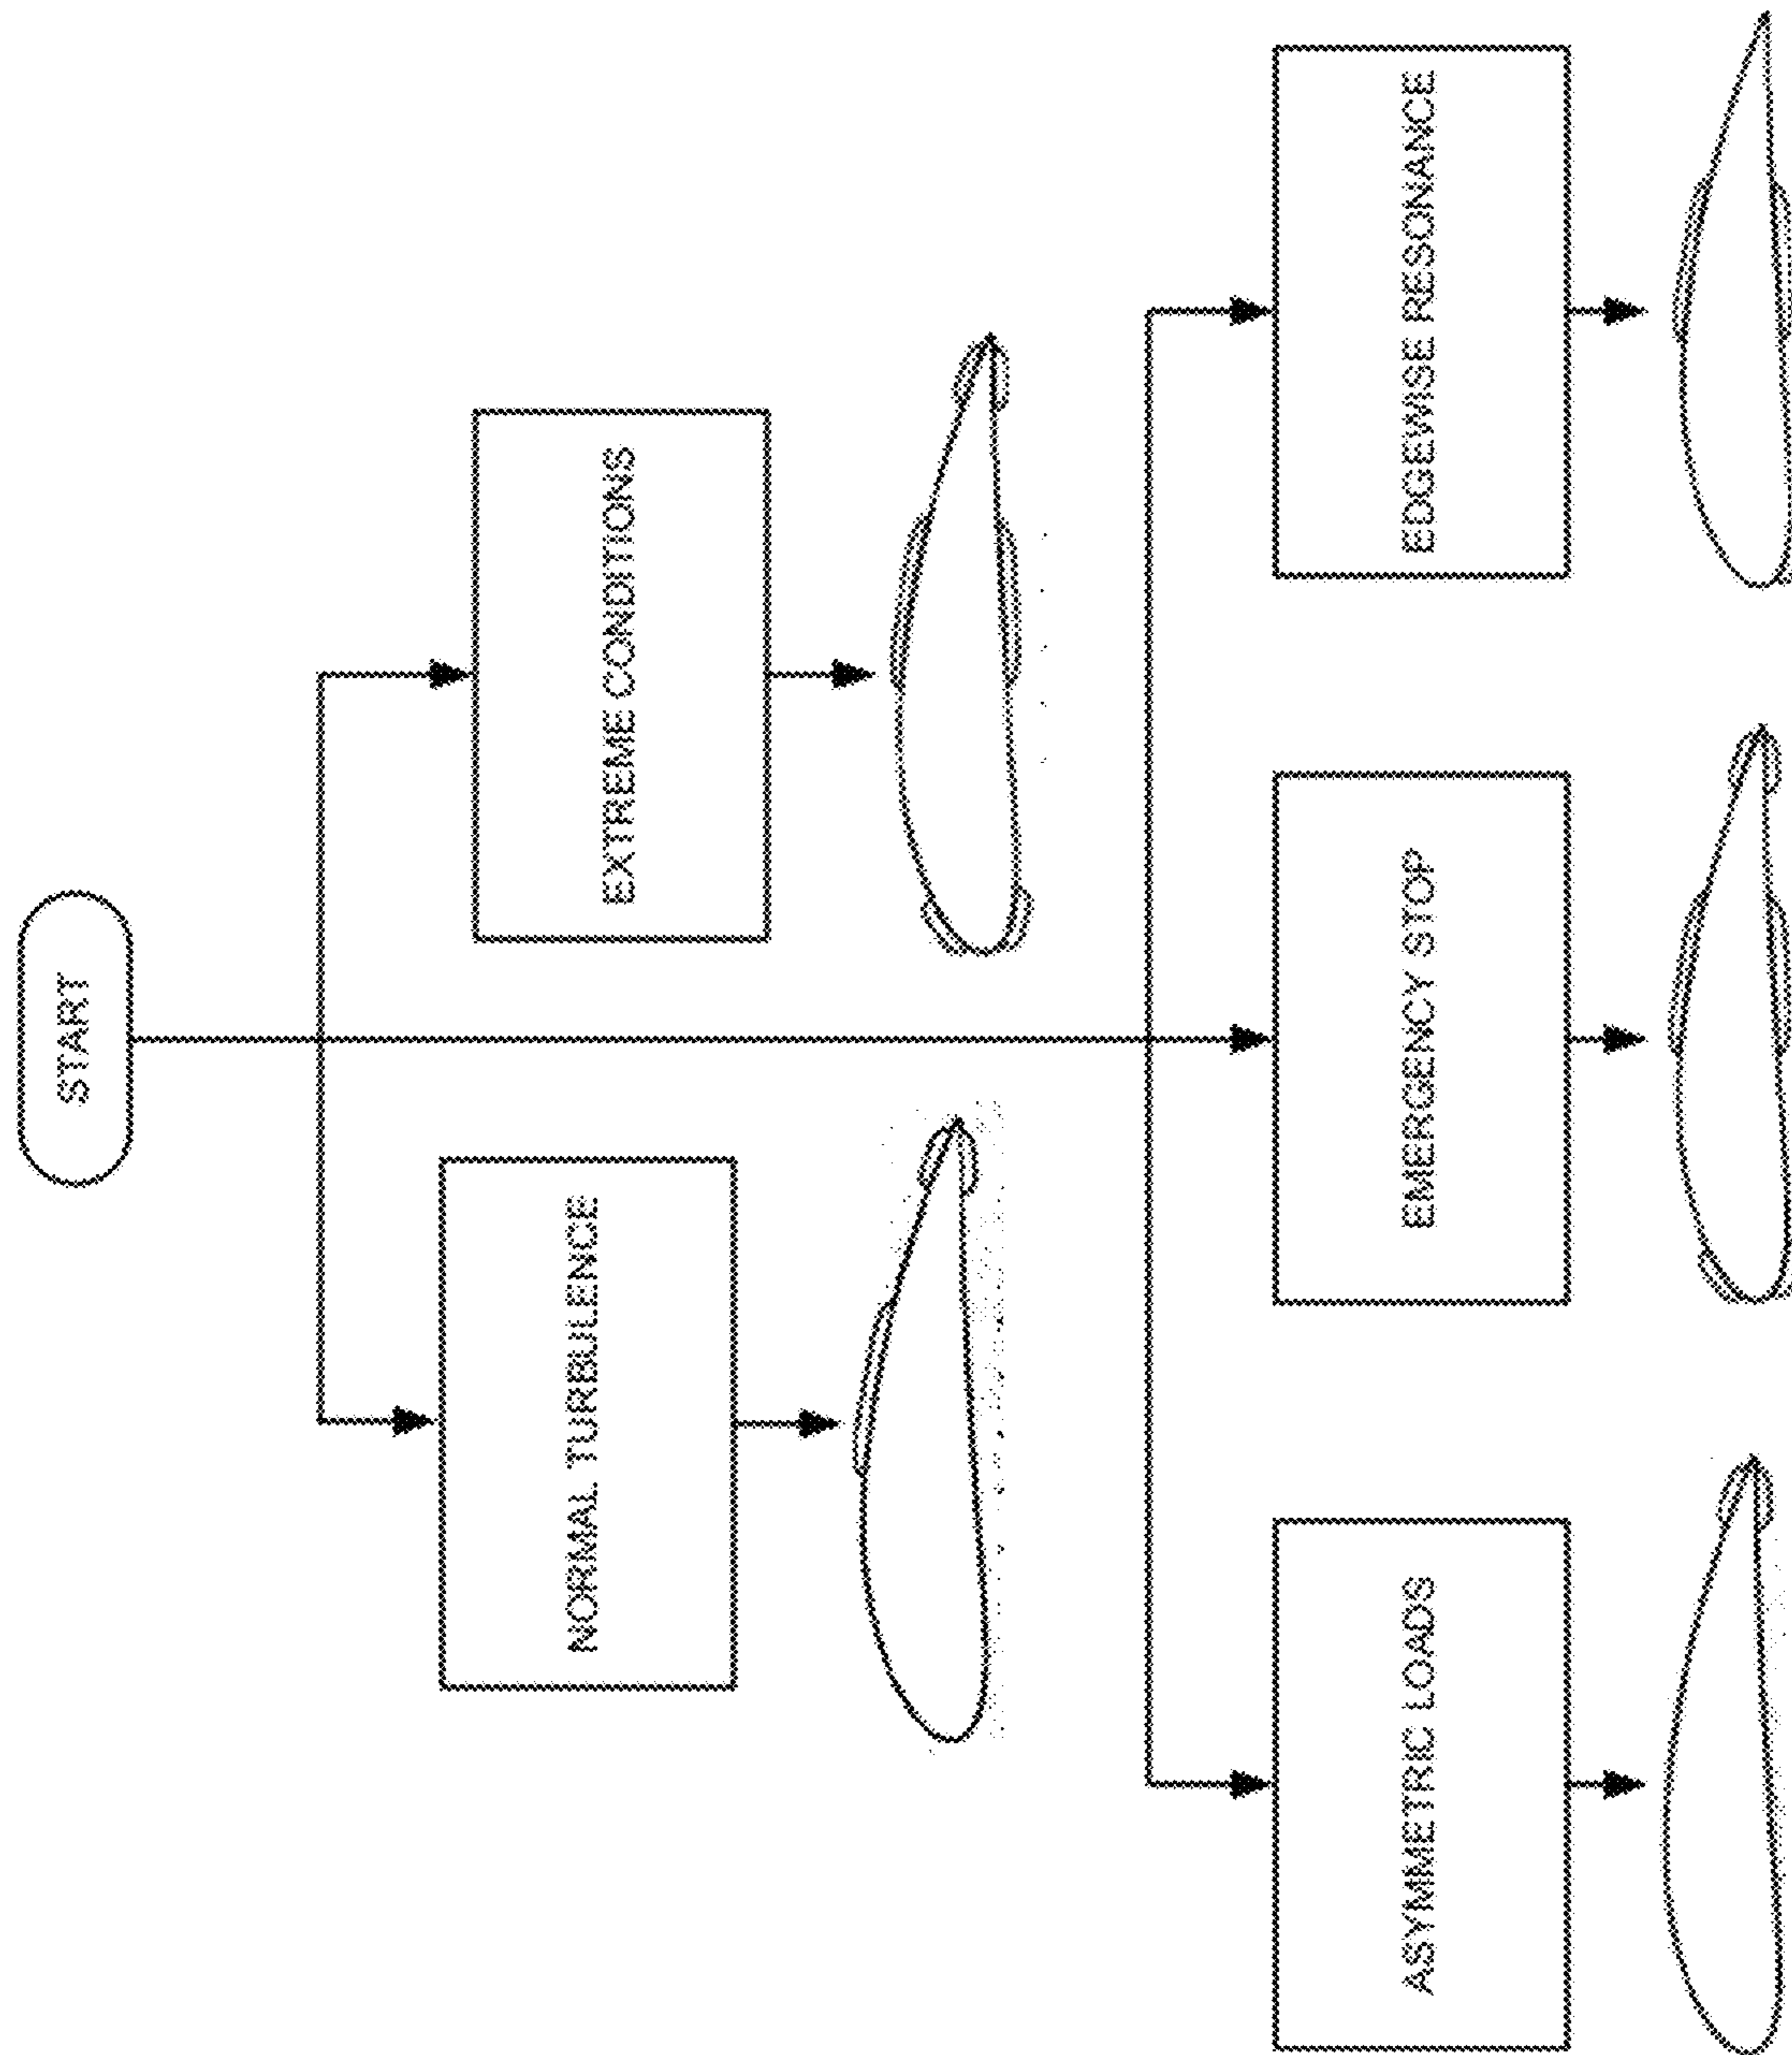 START
NORMAL TURBULENCE
EXTREME CONDITIONS
ASYMMETRIC LOADS
EMERGENCY STOP
EDGEWISE RESONANCE